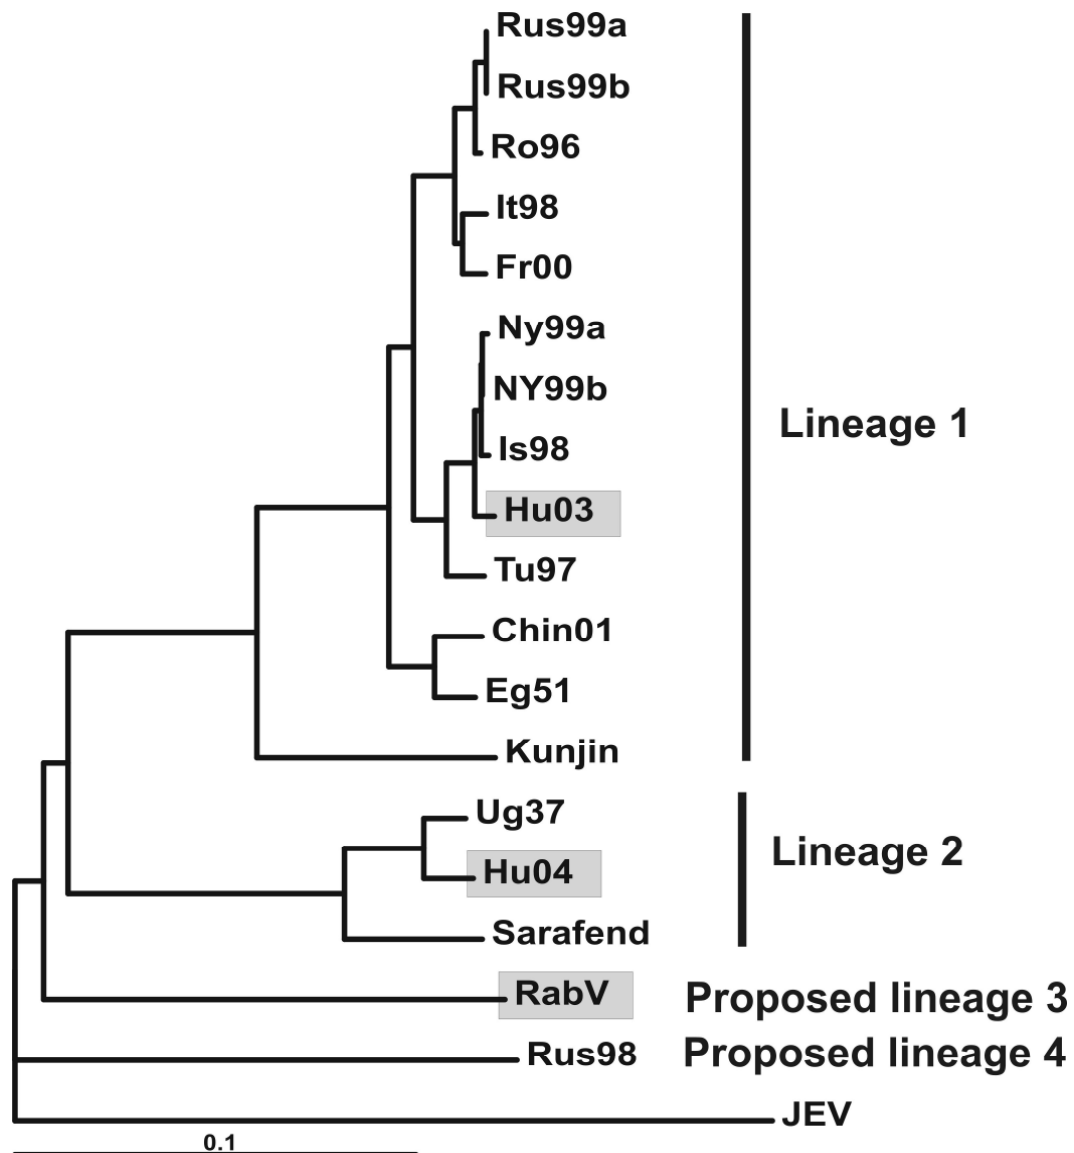 Rus99a
Rus99b
Ro96
It98
Fr00
Ny99a
NY99b
Lineage 1
Is98
Hu03
Tu97
Chin01
Eg51
Kunjin
Ug37
Lineage 2
Hu04
Sarafend
RabV Proposed lineage 3
Rus98 Proposed lineage 4
JEV
0.1